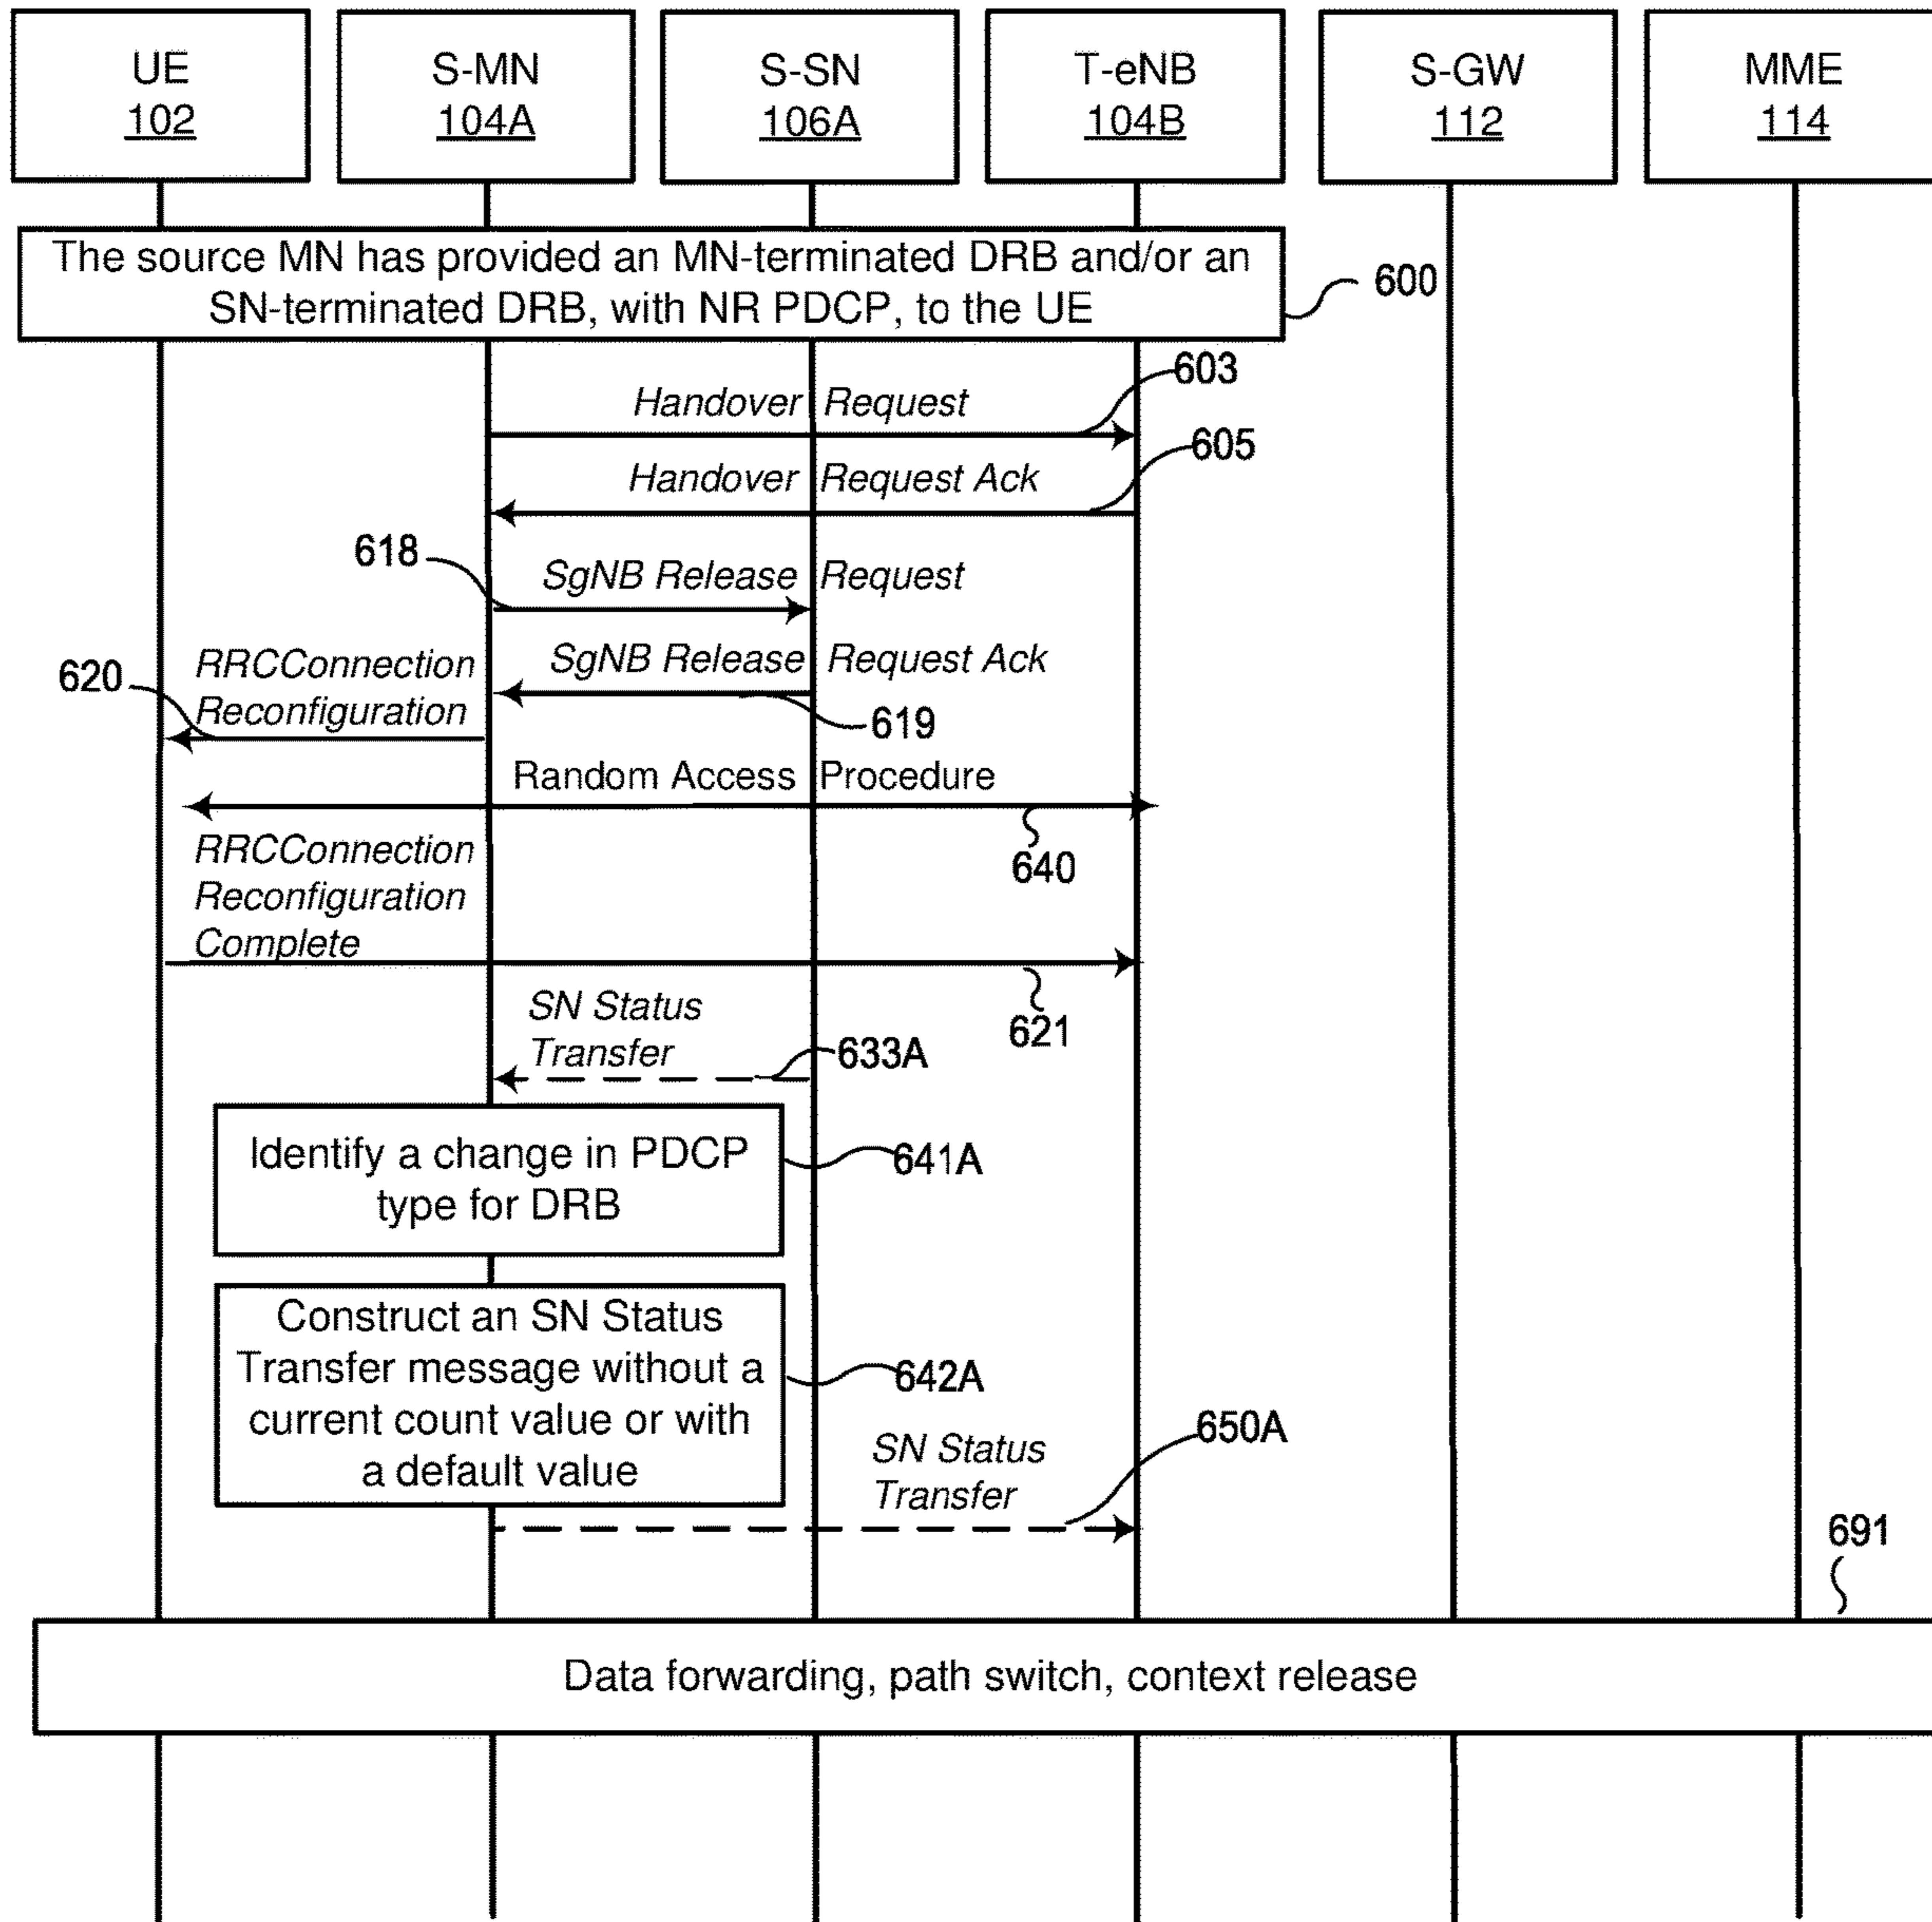 UE
102
S-MN
104A
S-SN
106A
T-eNB
104B
S-GW
112
MME
114
The source MN has provided an MN-terminated DRB and/or an
SN-terminated DRB, with NR PDCP, to the UE
600
603
Handover Request
605
Handover Request Ack
618
SgNB Release Request
620
RRCConnection
Reconfiguration
SgNB Release Request Ack
619
Random Access Procedure
640
RRCConnection
Reconfiguration
Complete
621
SN Status
Transfer
633A
Identify a change in PDCP
type for DRB
641A
Construct an SN Status
Transfer message without a
current count value or with
a default value
642A
650A
SN Status
Transfer
691
Data forwarding, path switch, context release